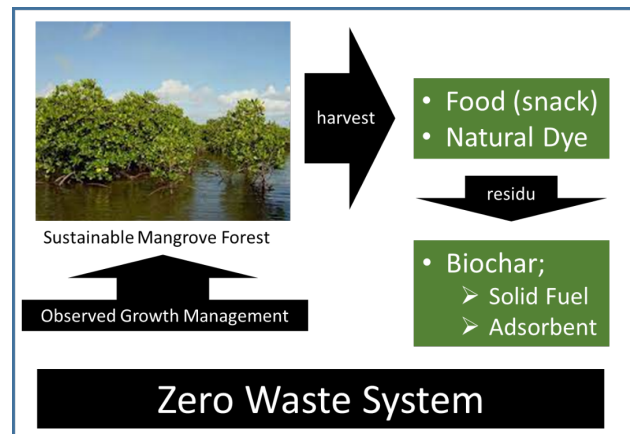 harvest
• Food (snack)
• Natural Dye
residu
Sustainable Mangrove Forest
• Biochar;
➢ Solid Fuel
➢ Adsorbent
Observed Growth Management
Zero Waste System